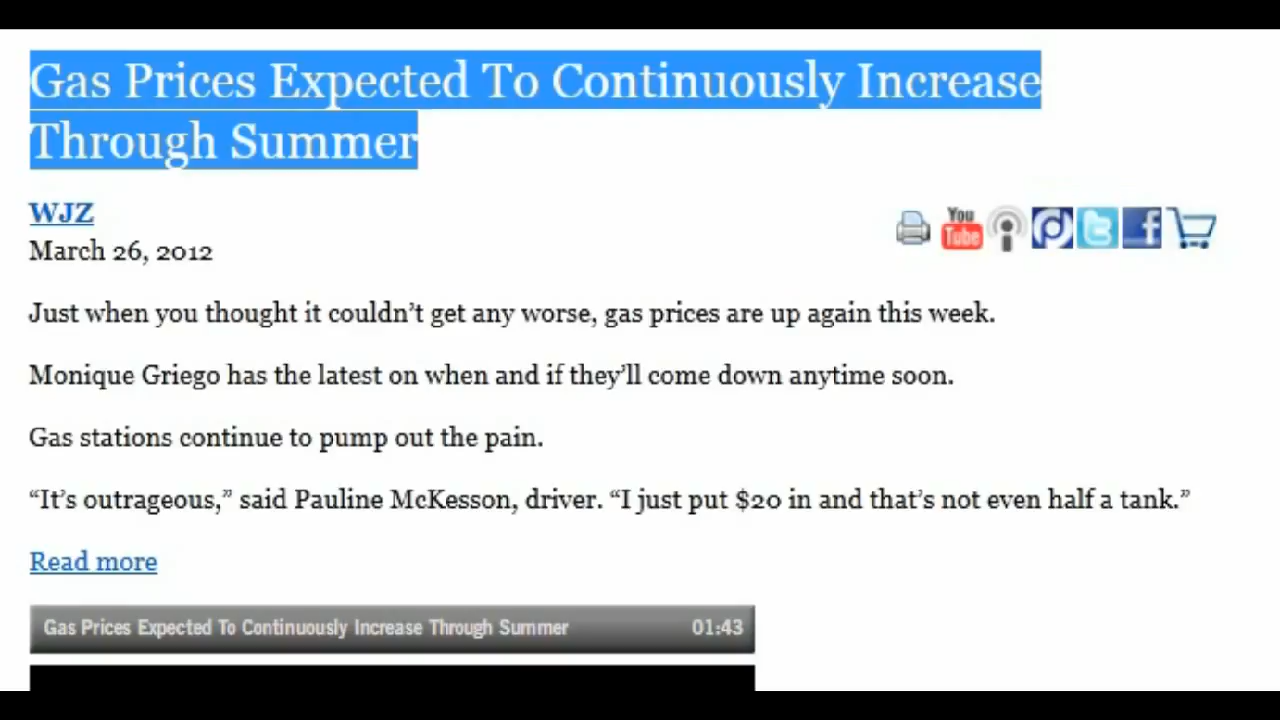 Gas Prices Expected To Continuously Increase
Through Summer
WJZ
March 26, 2012
You
Tube
Just when you thought it couldn’t get any worse, gas prices are up again this week.
Monique Griego has the latest on when and if they’ll come down anytime soon.
Gas stations continue to pump out the pain.
“It’s outrageous,” said Pauline McKesson, driver. “I just put $20 in and that’s not even half a tank.”
Read more
Gas Prices Expected To Continuously Increase Through Summer 01:43